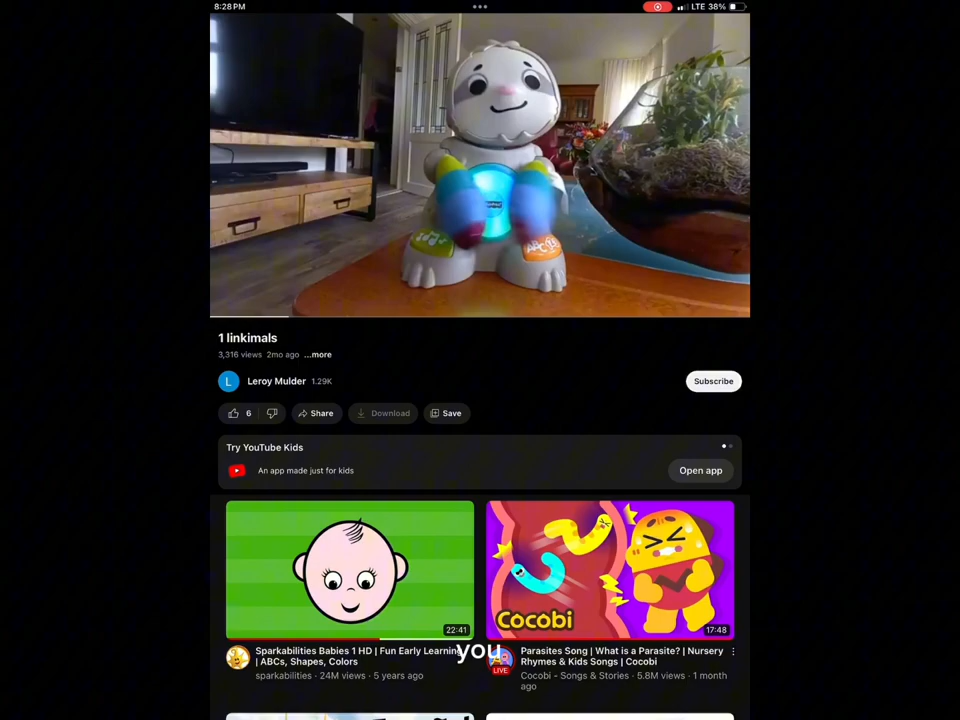 8:28 PM
LTE 38%
ABC
1 linkimals
3,316 views 2mo ago ...more
L
Leroy Mulder 1.29K
Subscribe
6
Share
Download
Save
Try YouTube Kids
An app made just for kids
Open app
22:41
Cocobi
17:48
Sparkabilities Babies 1 HD | Fun Early Learning
| ABCs, Shapes, Colors
sparkabilities · 24M views · 5 years ago
you
LIVE
Parasites Song | What is a Parasite? | Nursery
Rhymes & Kids Songs | Cocobi
Cocobi - Songs & Stories · 5.8M views · 1 month
ago